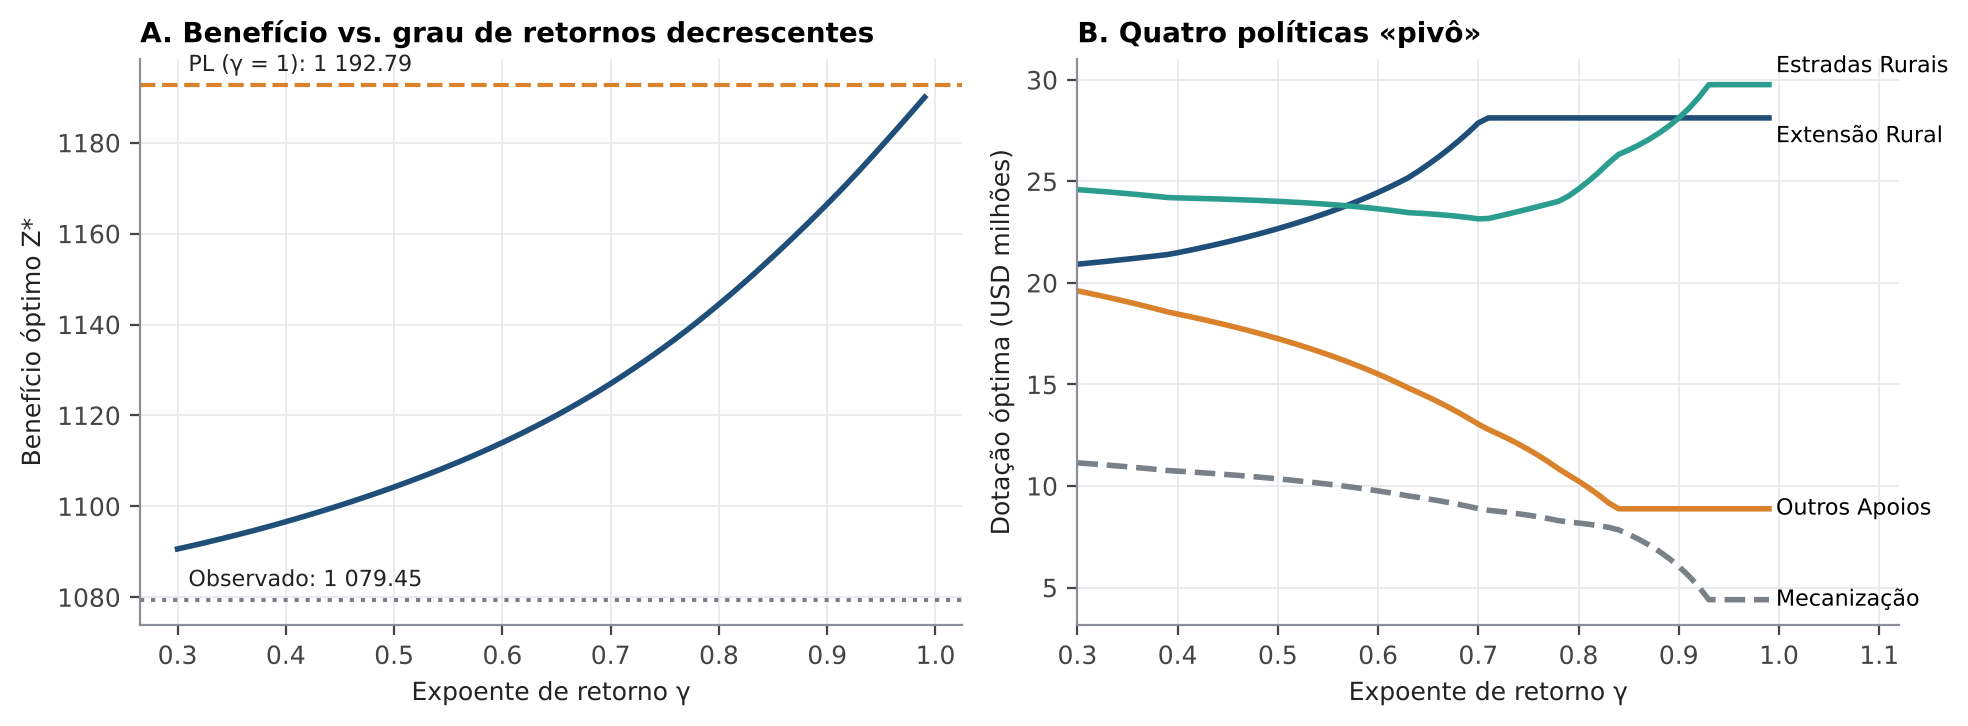 A. Benefício vs. grau de retornos decrescentes
PL (γ = 1): 1 192.79
Observado: 1 079.45
Benefício óptimo Z*
1180
1160
1140
1120
1100
1080
0.3 0.4 0.5 0.6 0.7 0.8 0.9 1.0
Expoente de retorno γ
B. Quatro políticas «pivô»
Estradas Rurais
Extensão Rural
Outros Apoios
Mecanização
Dotação óptima (USD milhões)
30
25
20
15
10
5
0.3 0.4 0.5 0.6 0.7 0.8 0.9 1.0 1.1
Expoente de retorno γ